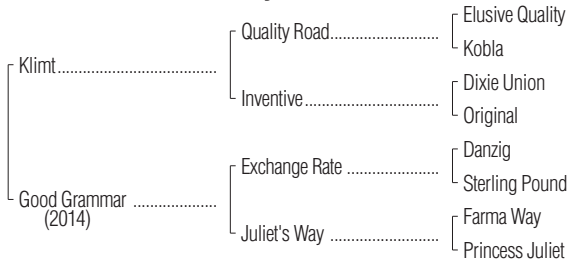 Elusive Quality
Quality Road
Kobla
Klimt
Dixie Union
Inventive
Original
Danzig
Exchange Rate
Sterling Pound
Good Grammar
(2014)
Farma Way
Juliet's Way
Princess Juliet